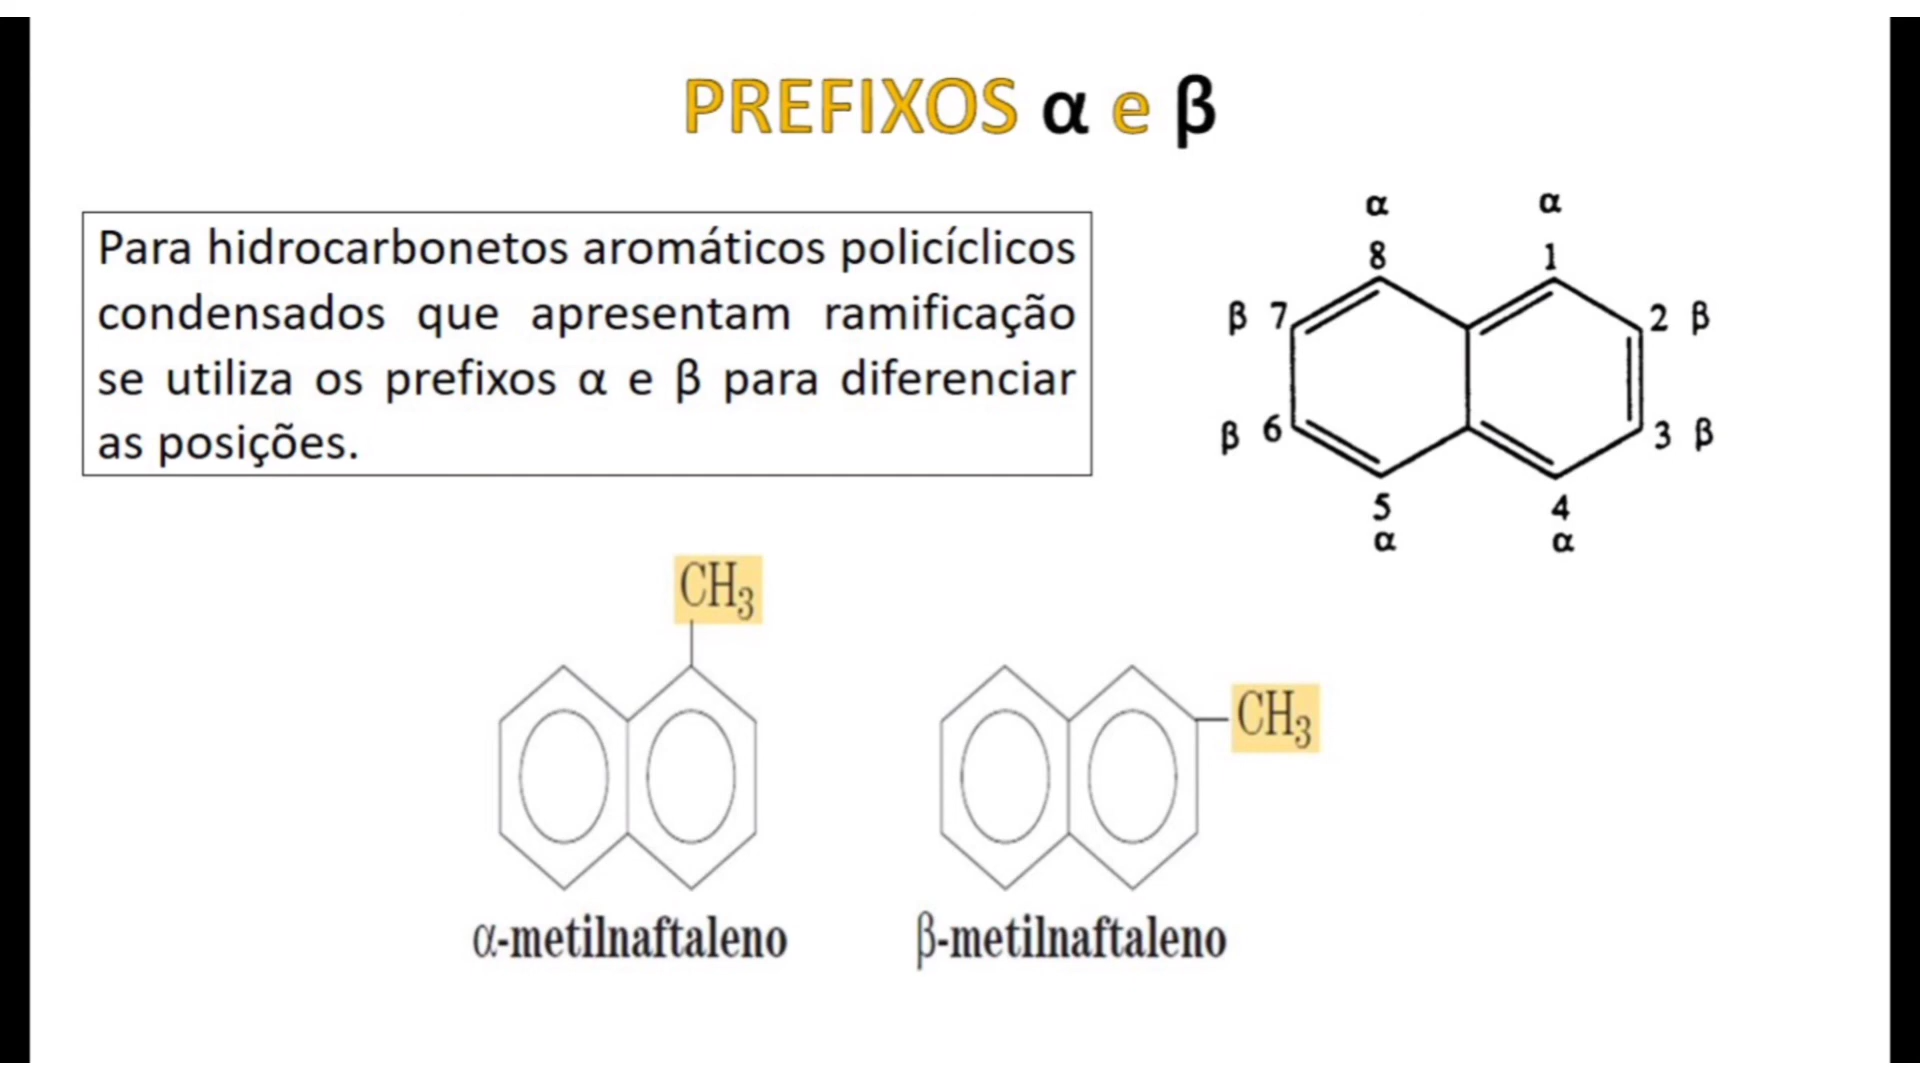 PREFIXOS α e β
Para hidrocarbonetos aromáticos policíclicos
condensados que apresentam ramificação
se utiliza os prefixos α e β para diferenciar
as posições.
α α
8 1
β 7 2 β
β 6 3 β
5 4
α α
CH₃
CH₃
α-metilnaftaleno β-metilnaftaleno